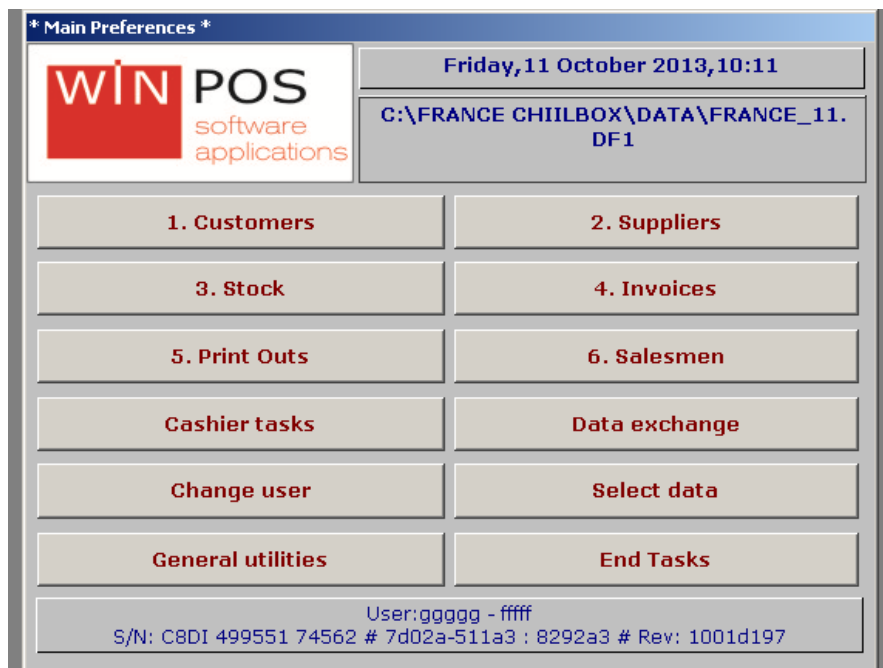 * Main Preferences *
WIN POS
software
applications
Friday,11 October 2013,10:11
C:\FRANCE CHIILBOX\DATA\FRANCE_11.
DF1
1. Customers
2. Suppliers
3. Stock
4. Invoices
5. Print Outs
6. Salesmen
Cashier tasks
Data exchange
Change user
Select data
General utilities
End Tasks
User:ggggg - fffff
S/N: C8DI 499551 74562 # 7d02a-511a3 : 8292a3 # Rev: 1001d197